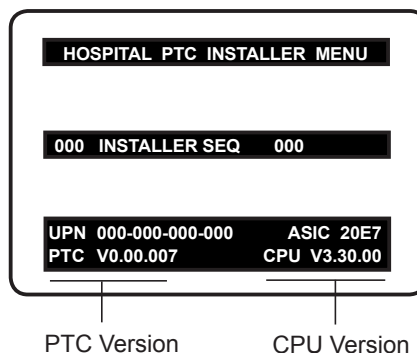 HOSPITAL PTC INSTALLER MENU
000 INSTALLER SEQ 000
UPN 000-000-000-000 ASIC 20E7
PTC V0.00.007 CPU V3.30.00
PTC Version CPU Version